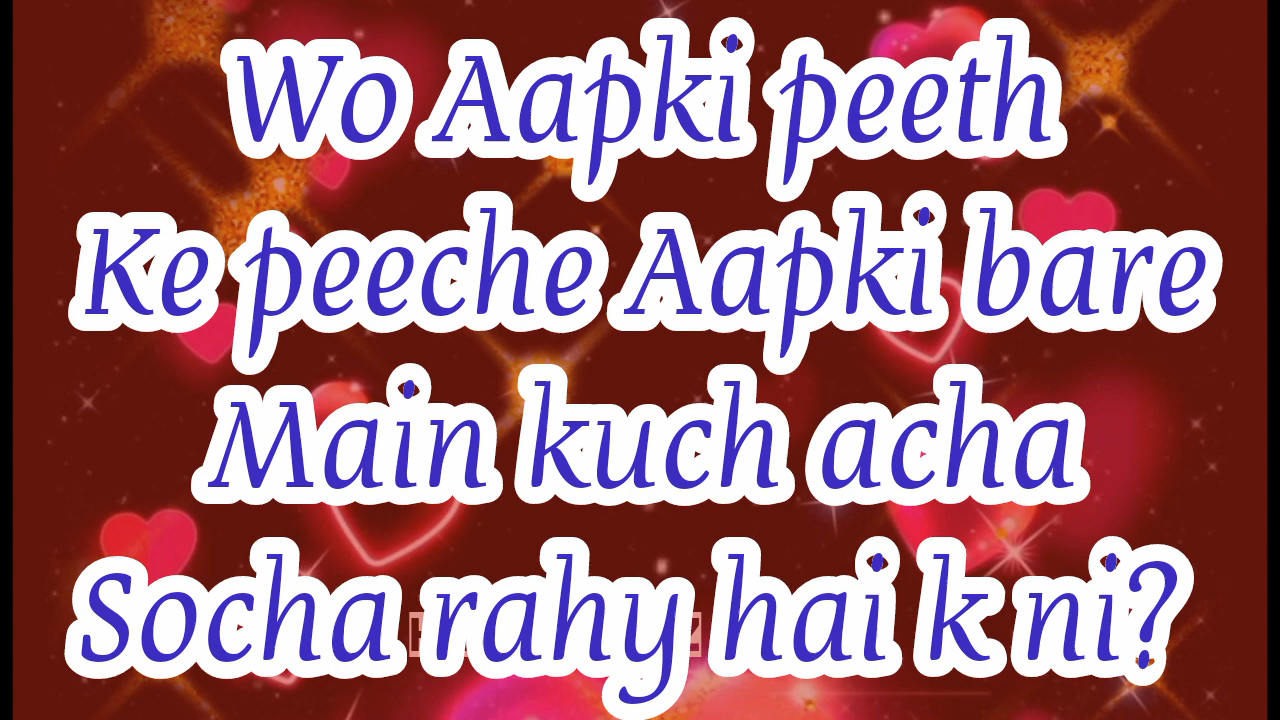 Wo Aapki peeth
Ke peeche Aapki bare
Main kuch acha
Socha rahy hai k ni?